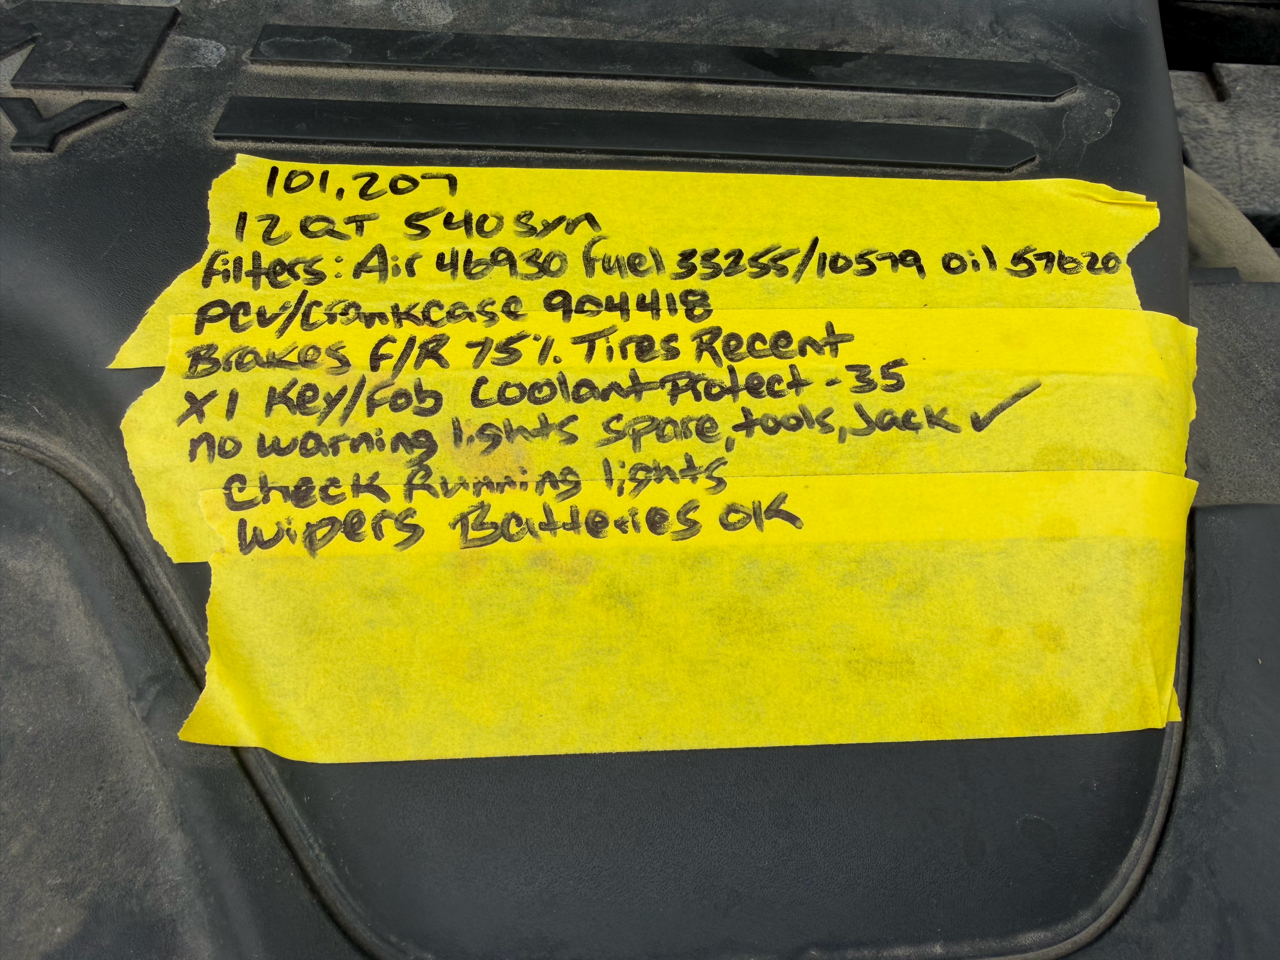 101,207
12QT 540 syn
Filters: Air 46930 Fuel 33255/10579 oil 57620
PCV/Crankcase 904418
Brakes F/R 75% Tires Recent
X1 Key/Fob Coolant Protect -35
no warning lights Spare, tools, Jack ✓
Check Running lights
Wipers Batteries OK